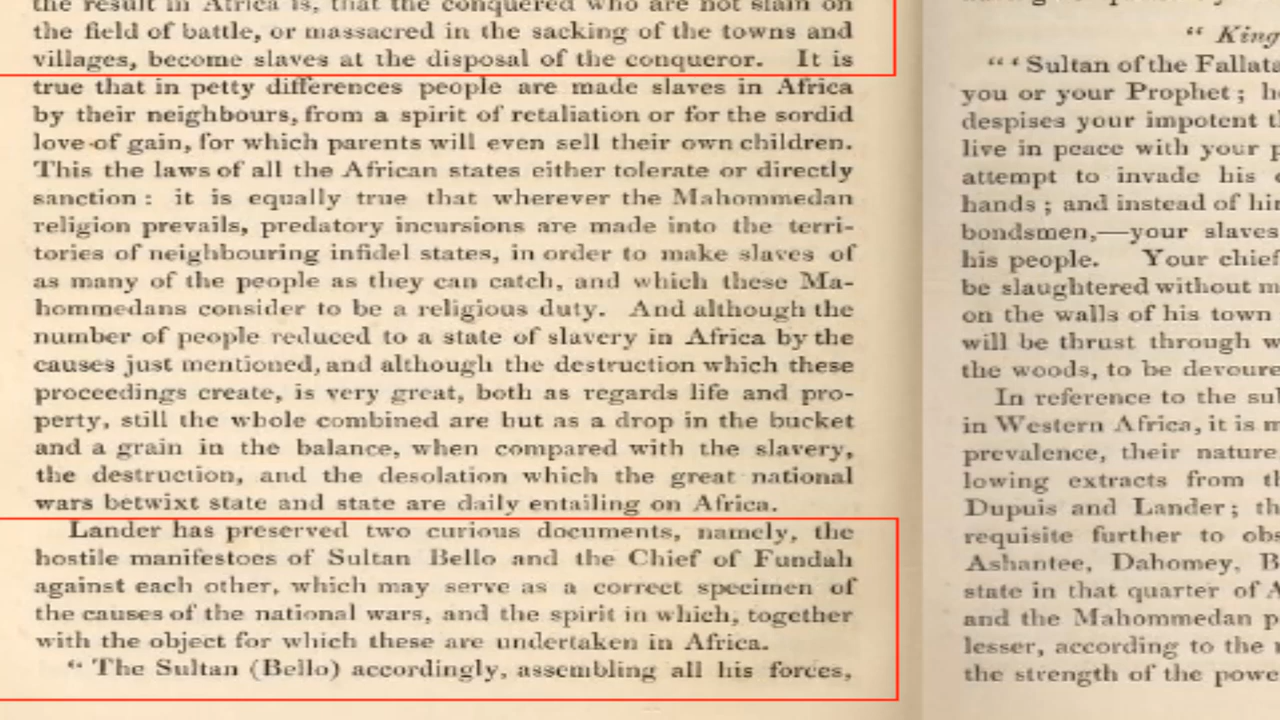 the result in Africa is, that the conquered who are not slain on
the field of battle, or massacred in the sacking of the towns and
villages, become slaves at the disposal of the conqueror. It is
true that in petty differences people are made slaves in Africa
by their neighbours, from a spirit of retaliation or for the sordid
love of gain, for which parents will even sell their own children.
This the laws of all the African states either tolerate or directly
sanction: it is equally true that wherever the Mahommedan
religion prevails, predatory incursions are made into the terri-
tories of neighbouring infidel states, in order to make slaves of
as many of the people as they can catch, and which these Ma-
hommedans consider to be a religious duty. And although the
number of people reduced to a state of slavery in Africa by the
causes just mentioned, and although the destruction which these
proceedings create, is very great, both as regards life and pro-
perty, still the whole combined are but as a drop in the bucket
and a grain in the balance, when compared with the slavery,
the destruction, and the desolation which the great national
wars betwixt state and state are daily entailing on Africa.
Lander has preserved two curious documents, namely, the
hostile manifestoes of Sultan Bello and the Chief of Fundah
against each other, which may serve as a correct specimen of
the causes of the national wars, and the spirit in which, together
with the object for which these are undertaken in Africa.
“ The Sultan (Bello) accordingly, assembling all his forces,
“ King
“ ‘ Sultan of the Fallata
you or your Prophet ; he
despises your impotent
live in peace with your
attempt to invade his
hands ; and instead of
bondsmen,—your slaves
his people. Your chief
be slaughtered without
on the walls of his town
will be thrust through
the woods, to be
In reference to the
in Western Africa, it is
prevalence, their nature
lowing extracts from
Dupuis and Lander ;
requisite further to
Ashantee, Dahomey,
state in that quarter of
and the Mahommedan
lesser, according to the
the strength of the